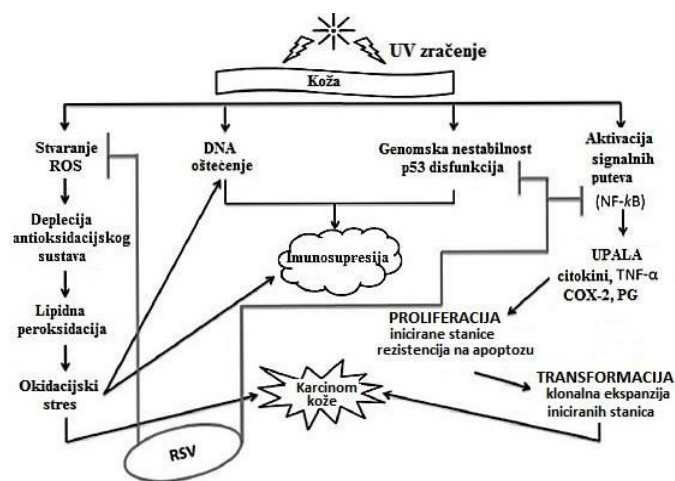 UV zračenje
Koža
Stvaranje
ROS
DNA
oštećenje
Genomska nestabilnost
p53 disfunkcija
Aktivacija
signalnih
puteva
(NF-kB)
Deplecija
antioksidacijskog
sustava
Imunosupresija
UPALA
citokini, TNF-α
COX-2, PG
Lipidna
peroksidacija
PROLIFERACIJA
inicirane stanice
rezistencija na apoptozu
Okidacijski
stres
Karcinom
kože
TRANSFORMACIJA
klonalna ekspanzija
iniciranih stanica
RSV